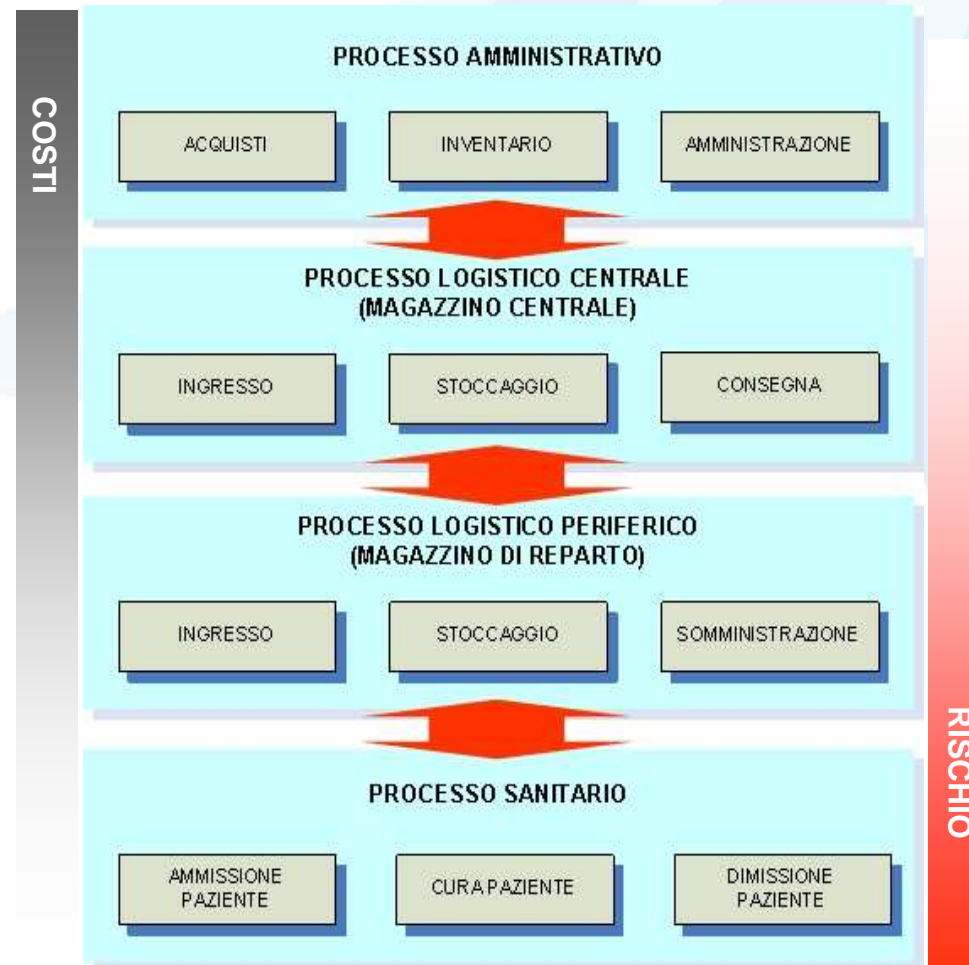 COSTI
PROCESSO AMMINISTRATIVO
ACQUISTI
INVENTARIO
AMMINISTRAZIONE
PROCESSO LOGISTICO CENTRALE
(MAGAZZINO CENTRALE)
INGRESSO
STOCCAGGIO
CONSEGNA
PROCESSO LOGISTICO PERIFERICO
(MAGAZZINO DI REPARTO)
INGRESSO
STOCCAGGIO
SOMMINISTRAZIONE
PROCESSO SANITARIO
AMMISSIONE
PAZIENTE
CURA PAZIENTE
DIMISSIONE
PAZIENTE
RISCHIO